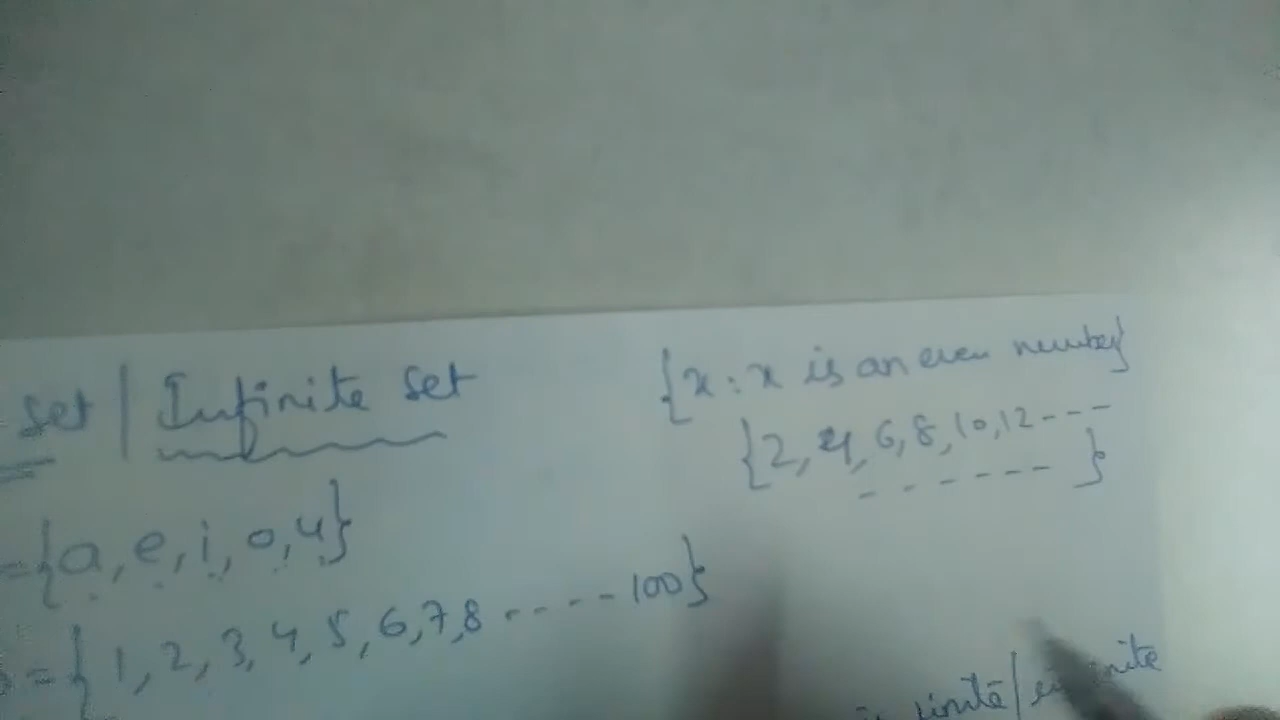 set | Infinite set
= {a, e, i, o, u}
= { 1, 2, 3, 4, 5, 6, 7, 8 ---- 100}
{x : x is an even number}
{2, 4, 6, 8, 10, 12 ---
------ }
finite /